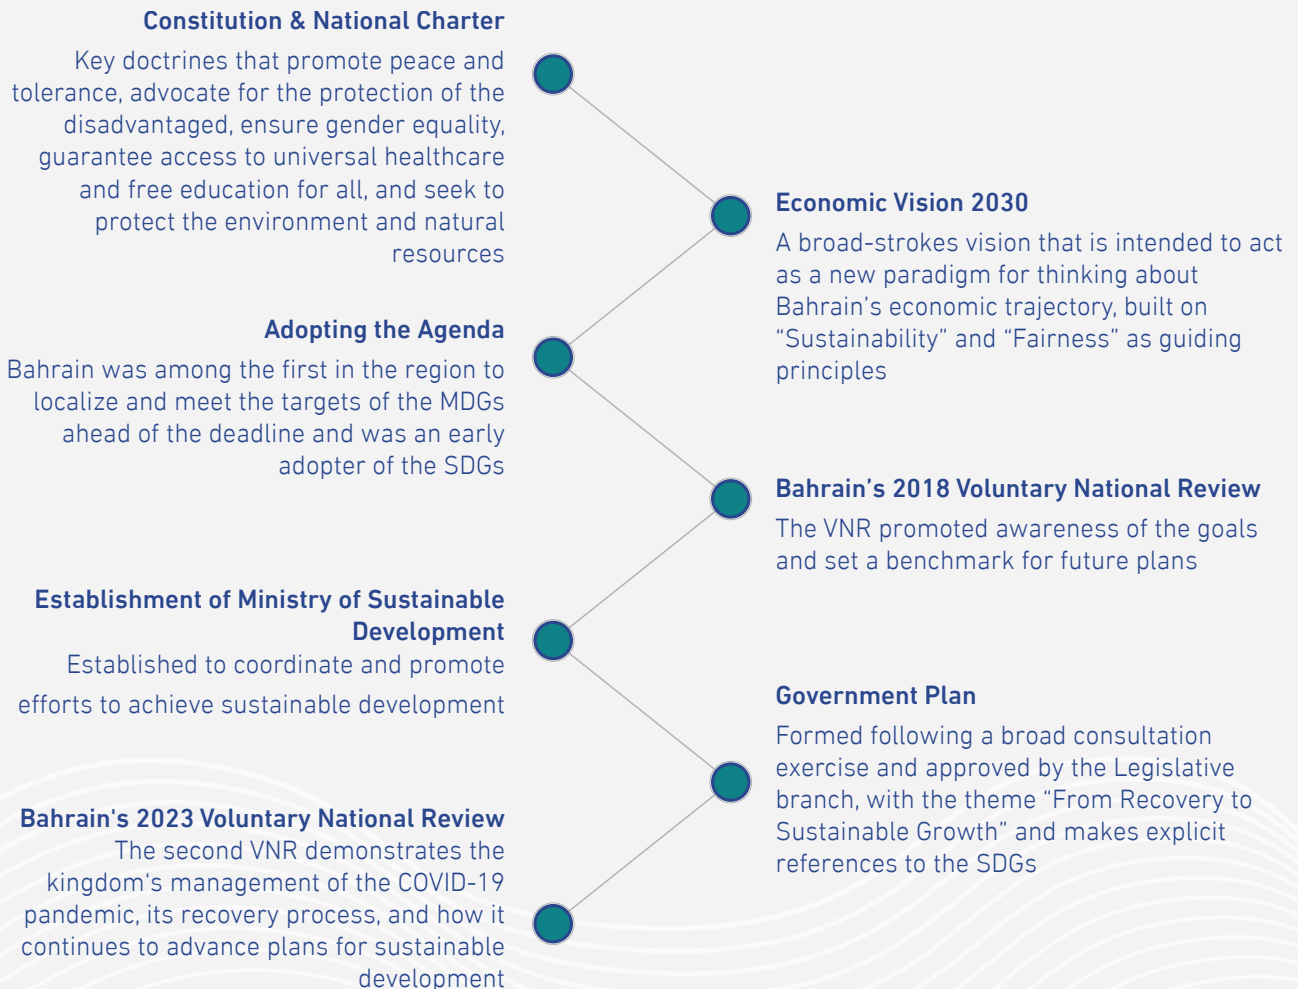 Constitution & National Charter
Key doctrines that promote peace and
tolerance, advocate for the protection of the
disadvantaged, ensure gender equality,
guarantee access to universal healthcare
and free education for all, and seek to
protect the environment and natural
resources
Economic Vision 2030
A broad-strokes vision that is intended to act
as a new paradigm for thinking about
Bahrain’s economic trajectory, built on
“Sustainability” and “Fairness” as guiding
principles
Adopting the Agenda
Bahrain was among the first in the region to
localize and meet the targets of the MDGs
ahead of the deadline and was an early
adopter of the SDGs
Bahrain’s 2018 Voluntary National Review
The VNR promoted awareness of the goals
and set a benchmark for future plans
Establishment of Ministry of Sustainable
Development
Established to coordinate and promote
efforts to achieve sustainable development
Government Plan
Formed following a broad consultation
exercise and approved by the Legislative
branch, with the theme “From Recovery to
Sustainable Growth” and makes explicit
references to the SDGs
Bahrain's 2023 Voluntary National Review
The second VNR demonstrates the
kingdom‘s management of the COVID-19
pandemic, its recovery process, and how it
continues to advance plans for sustainable
development